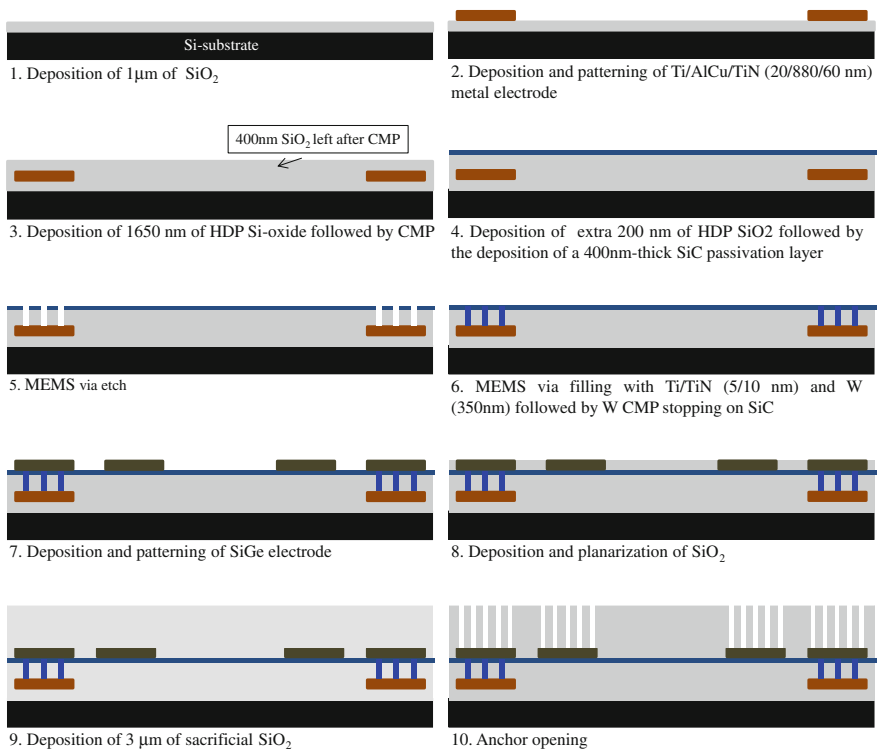 Si-substrate
1. Deposition of 1μm of SiO₂
2. Deposition and patterning of Ti/AlCu/TiN (20/880/60 nm)
metal electrode
400nm SiO₂ left after CMP
3. Deposition of 1650 nm of HDP Si-oxide followed by CMP
4. Deposition of extra 200 nm of HDP SiO2 followed by
the deposition of a 400nm-thick SiC passivation layer
5. MEMS via etch
6. MEMS via filling with Ti/TiN (5/10 nm) and W
(350nm) followed by W CMP stopping on SiC
7. Deposition and patterning of SiGe electrode
8. Deposition and planarization of SiO₂
9. Deposition of 3 μm of sacrificial SiO₂
10. Anchor opening